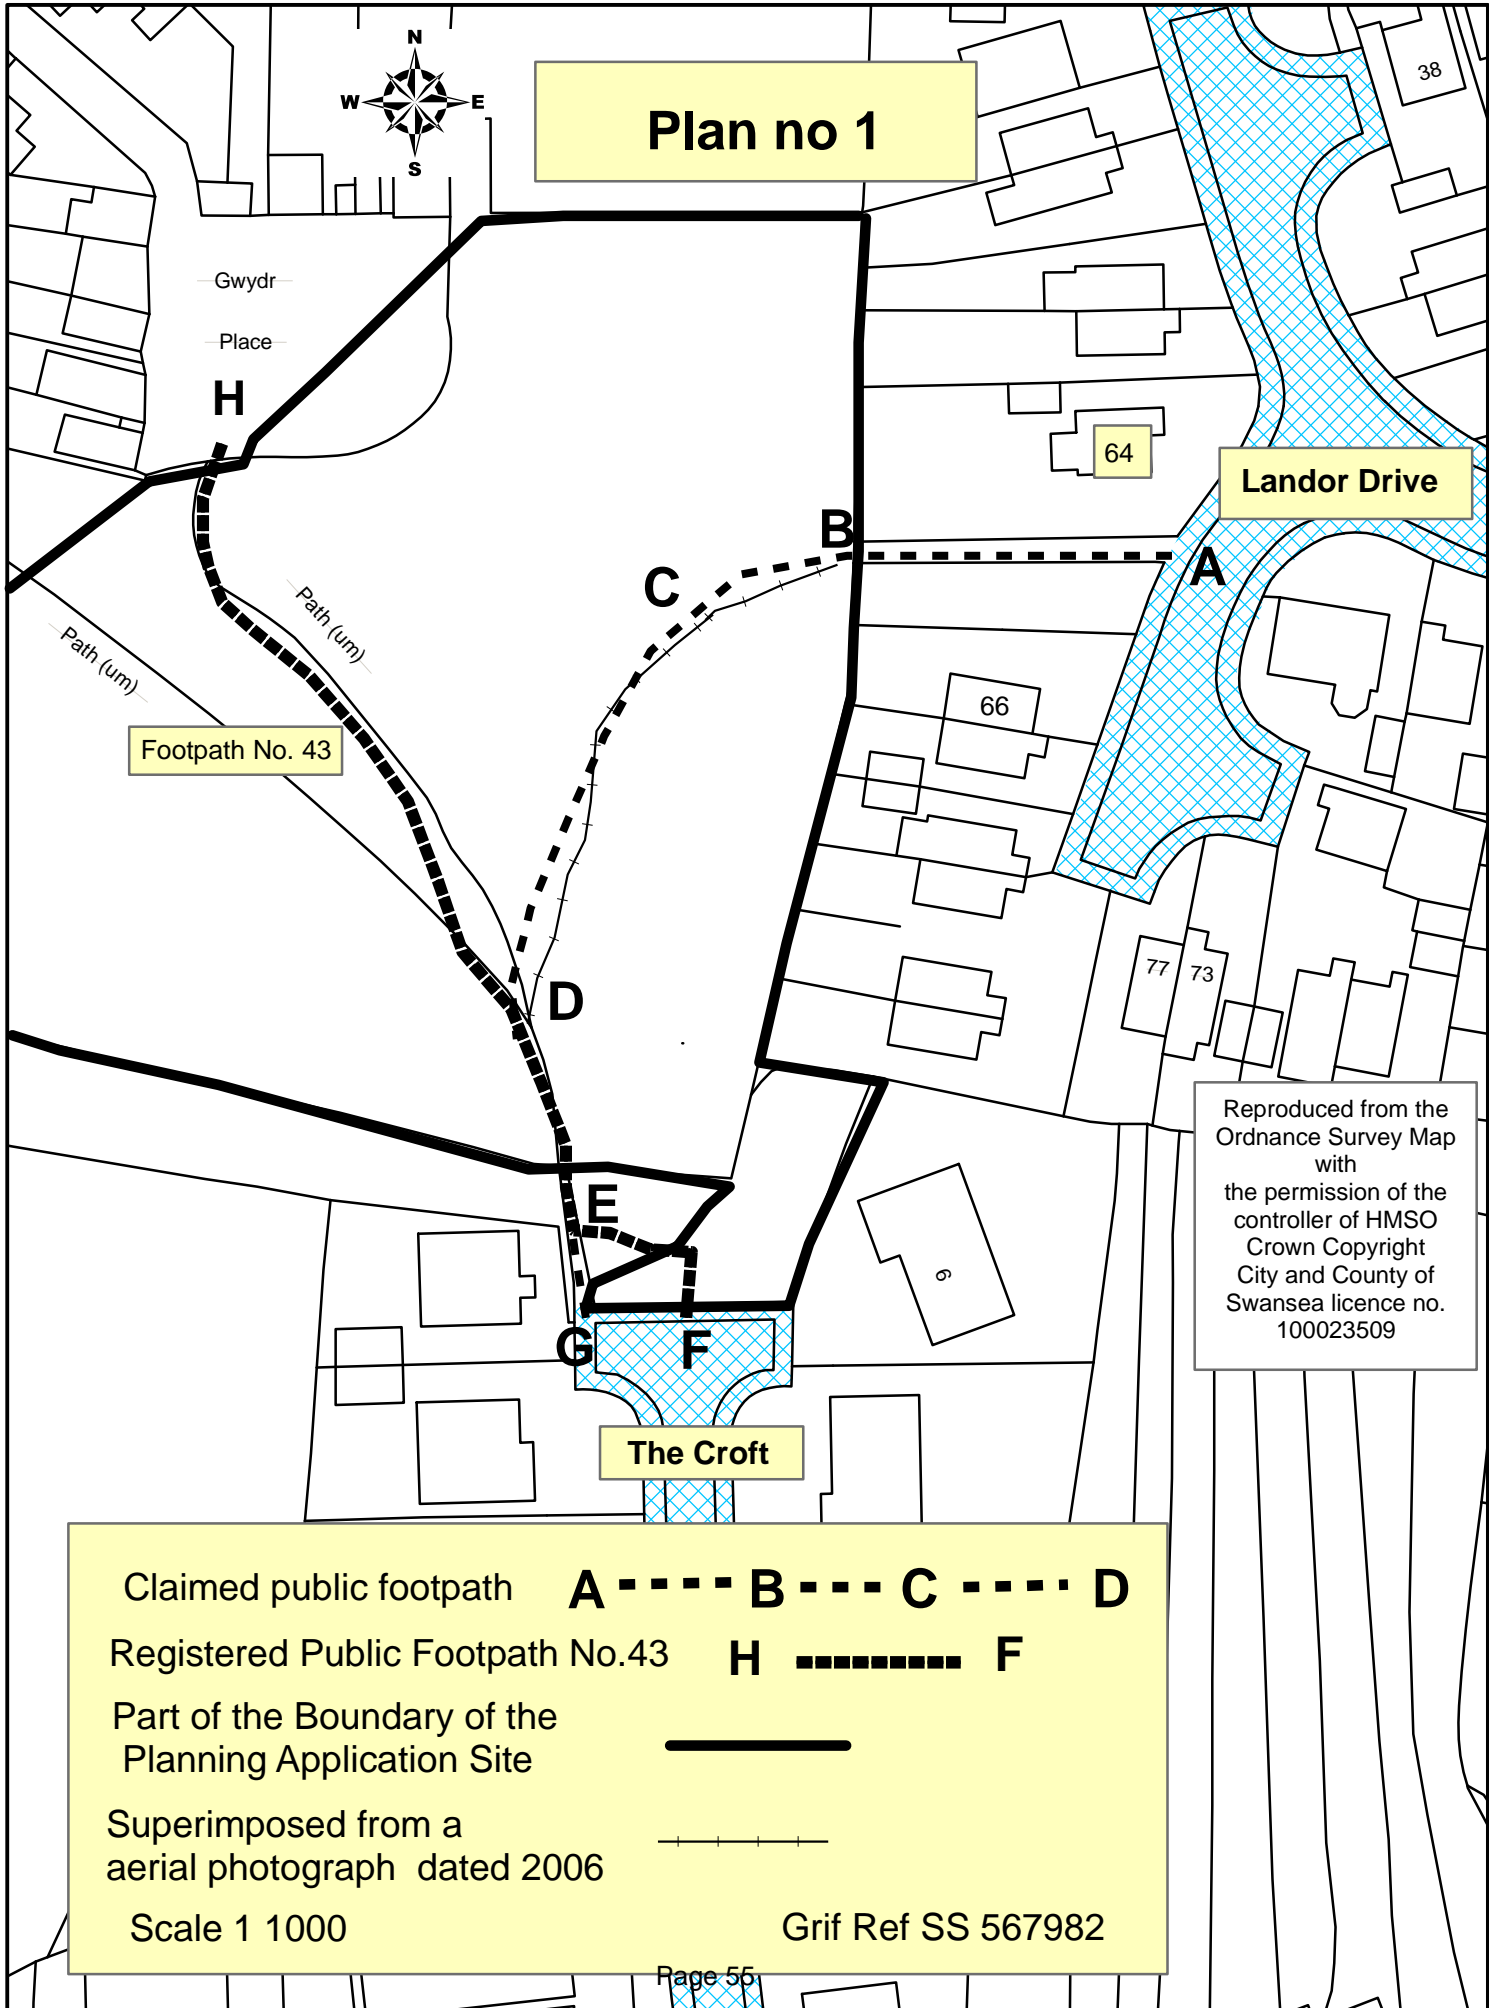 N
W E
S
Plan no 1
38
Gwydr
Place
H
64
Landor Drive
B
A
C
Path (um)
Path (um)
66
Footpath No. 43
77 73
D
Reproduced from the
Ordnance Survey Map
with
the permission of the
controller of HMSO
Crown Copyright
City and County of
Swansea licence no.
100023509
E
6
G F
The Croft
Claimed public footpath A B C D
Registered Public Footpath No.43 H F
Part of the Boundary of the
Planning Application Site
Superimposed from a
aerial photograph dated 2006
Scale 1 1000 Grif Ref SS 567982
Page 55